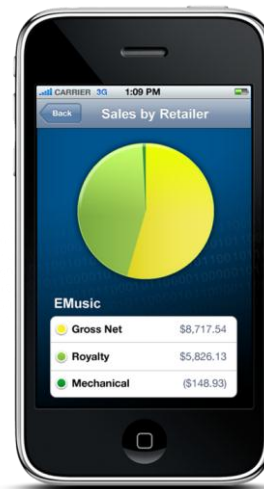 CARRIER 3G 1:09 PM
Back Sales by Retailer
EMusic
Gross Net $8,717.54
Royalty $5,826.13
Mechanical ($148.93)